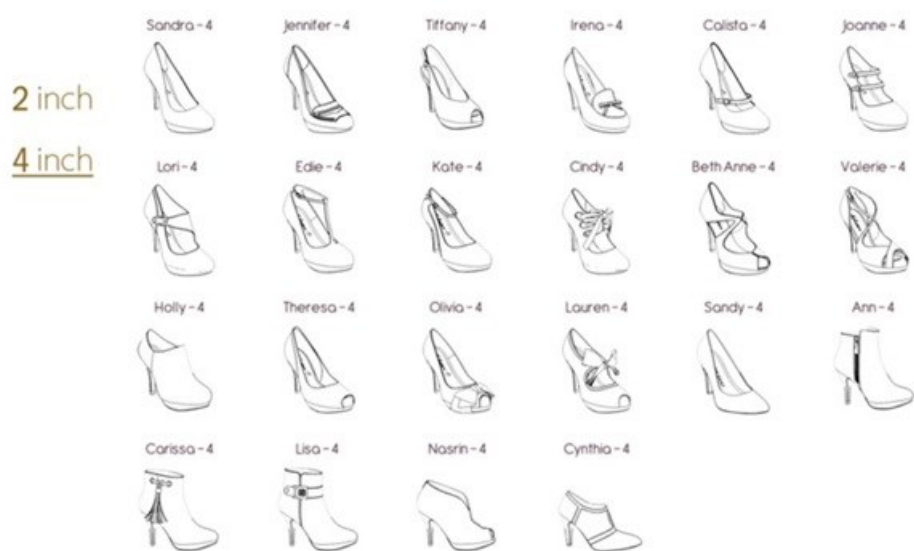 2 inch
4 inch
Sandra - 4 Jennifer - 4 Tiffany - 4 Irena - 4 Calista - 4 Joanne - 4
Lori - 4 Edie - 4 Kate - 4 Cindy - 4 Beth Anne - 4 Valerie - 4
Holly - 4 Theresa - 4 Olivia - 4 Lauren - 4 Sandy - 4 Ann - 4
Carissa - 4 Lisa - 4 Nasrin - 4 Cynthia - 4